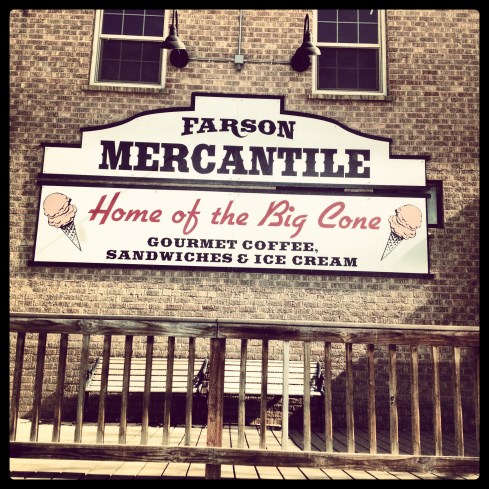 FARSON
MERCANTILE
Home of the Big Cone
GOURMET COFFEE,
SANDWICHES & ICE CREAM